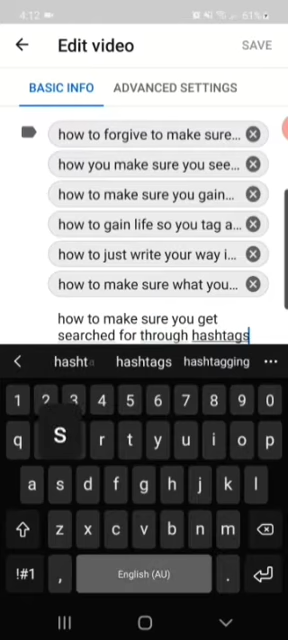 4:12
61%
Edit video
SAVE
BASIC INFO
ADVANCED SETTINGS
how to forgive to make sure...
how you make sure you see...
how to make sure you gain...
how to gain life so you tag a...
how to just write your way i...
how to make sure what you...
how to make sure you get
searched for through hashtags
hashta hashtags hashtagging ...
1 2 3 4 5 6 7 8 9 0
q s r t y u i o p
a s d f g h j k l
z x c v b n m
!#1 , English (AU) .